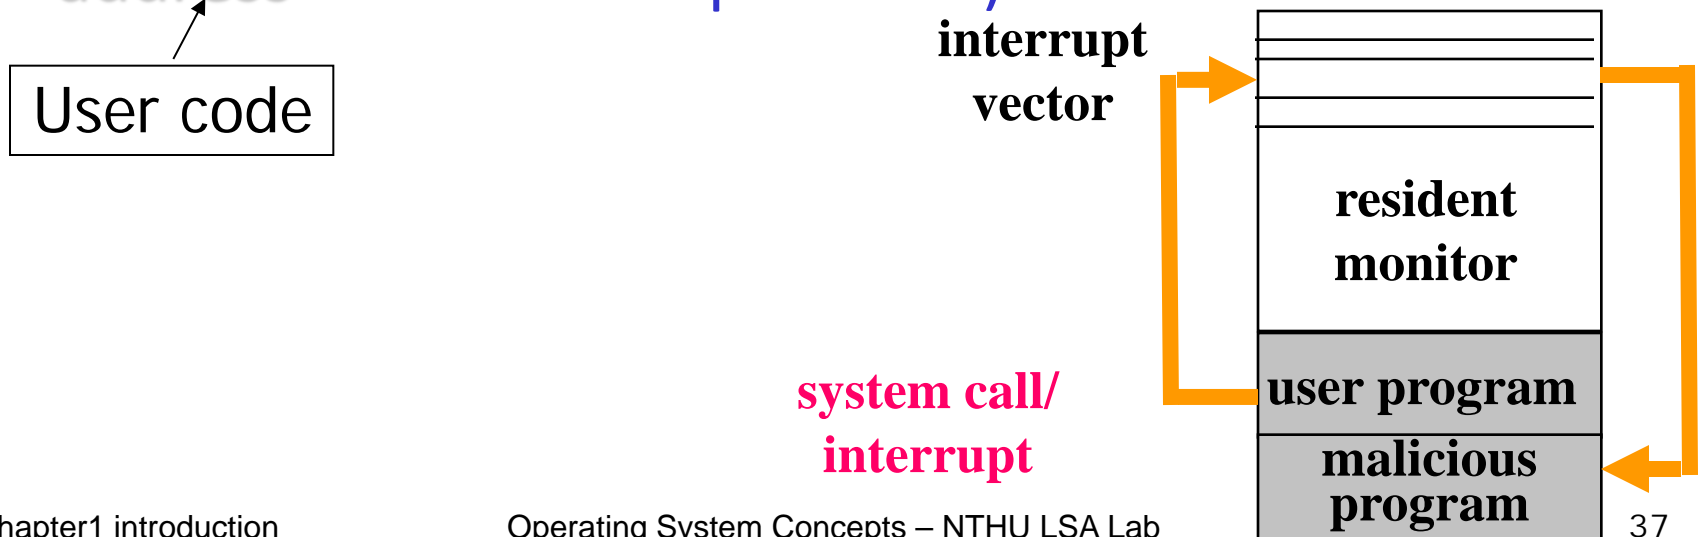 User code
interrupt
vector
resident
monitor
system call/
interrupt
user program
malicious
program
hapter1 introduction
Operating System Concepts – NTHU LSA Lab
37